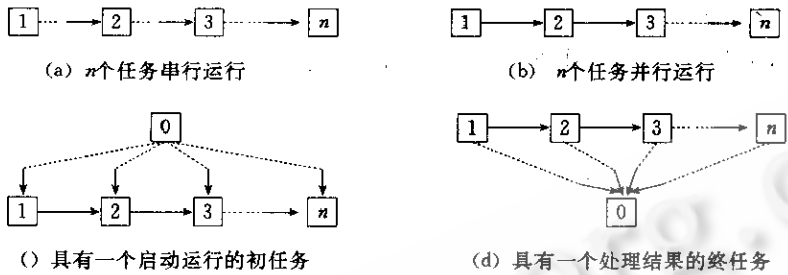 1 2 3 n
1 2 3 n
(a) n个任务串行运行
(b) n个任务并行运行
0
1 2 3 n
1 2 3 n
0
() 具有一个启动运行的初任务
(d) 具有一个处理结果的终任务